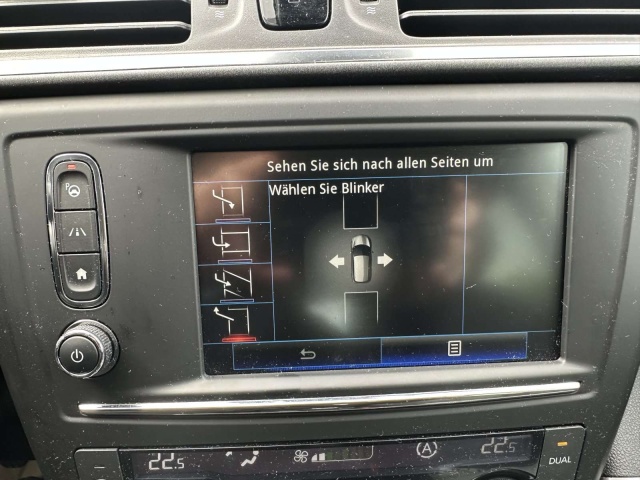 Sehen Sie sich nach allen Seiten um
Wählen Sie Blinker
P
22.5
A
22.5
DUAL